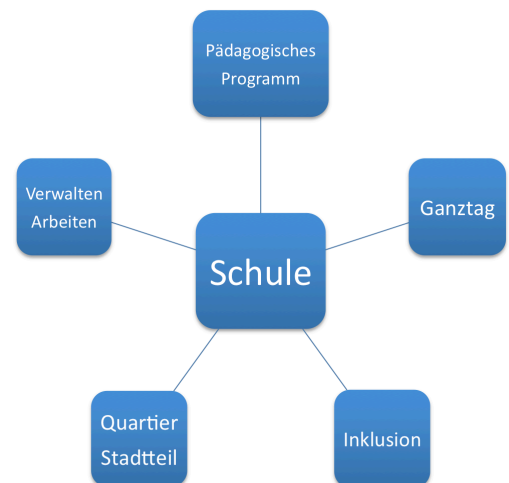 Pädagogisches
Programm
Verwalten
Arbeiten
Ganztag
Schule
Quartier
Stadtteil
Inklusion